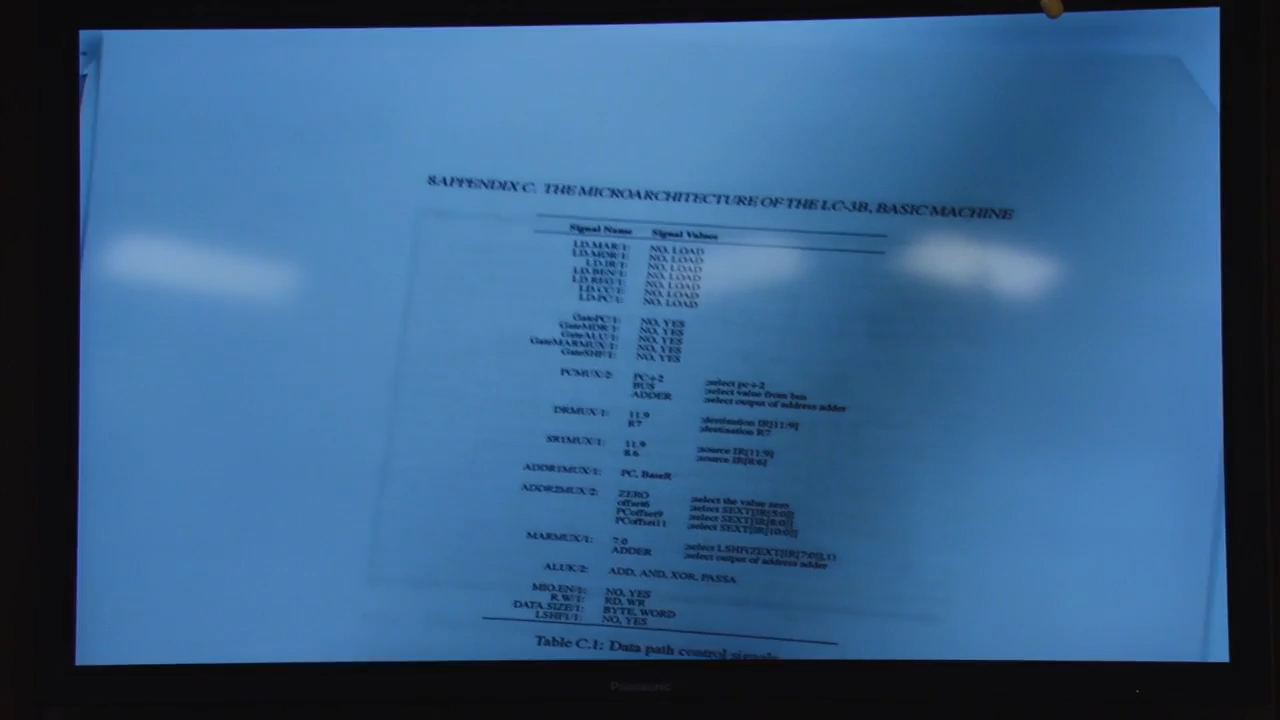 8.APPENDIX C. THE MICROARCHITECTURE OF THE LC-3B, BASIC MACHINE
Signal Name Signal Values
LD.MAR/1: NO, LOAD
LD.MDR/1: NO, LOAD
LD.IR/1: NO, LOAD
LD.BEN/1: NO, LOAD
LD.REG/1: NO, LOAD
LD.CC/1: NO, LOAD
LD.PC/1: NO, LOAD
GatePC/1: NO, YES
GateMDR/1: NO, YES
GateALU/1: NO, YES
GateMARMUX/1: NO, YES
GateSHF/1: NO, YES
PCMUX/2: PC+2 ;select pc+2
BUS ;select value from bus
ADDER ;select output of address adder
DRMUX/1: 11.9 ;destination IR[11:9]
R7 ;destination R7
SR1MUX/1: 11.9 ;source IR[11:9]
8.6 ;source IR[8:6]
ADDR1MUX/1: PC, BaseR
ADDR2MUX/2: ZERO ;select the value zero
offset6 ;select SEXT[IR[5:0]]
PCoffset9 ;select SEXT[IR[8:0]]
PCoffset11 ;select SEXT[IR[10:0]]
MARMUX/1: 7.0 ;select LSHF(ZEXT[IR[7:0]],1)
ADDER ;select output of address adder
ALUK/2: ADD, AND, XOR, PASSA
MIO.EN/1: NO, YES
R.W/1: RD, WR
DATA.SIZE/1: BYTE, WORD
LSHF1/1: NO, YES
Table C.1: Data path control signals
Panasonic